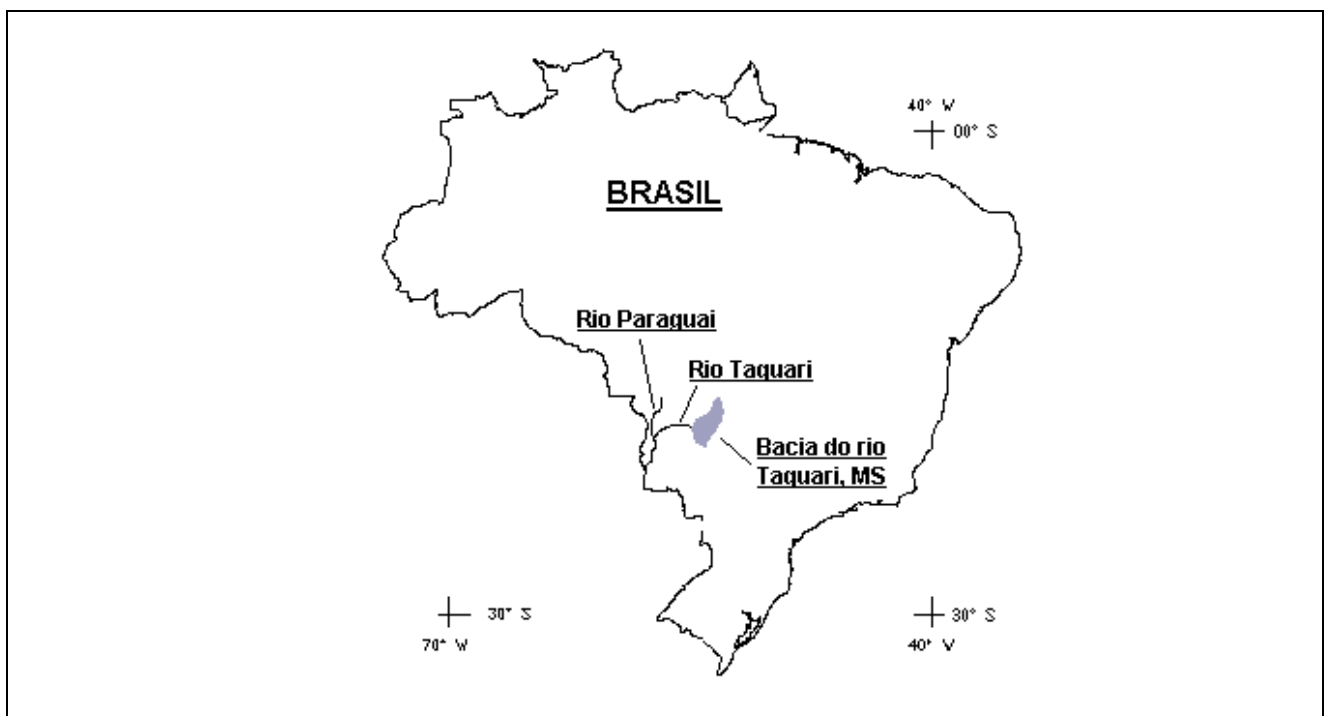 40° W
00° S
BRASIL
Rio Paraguai
Rio Taquari
Bacia do rio
Taquari, MS
30° S
70° W
30° S
40° W